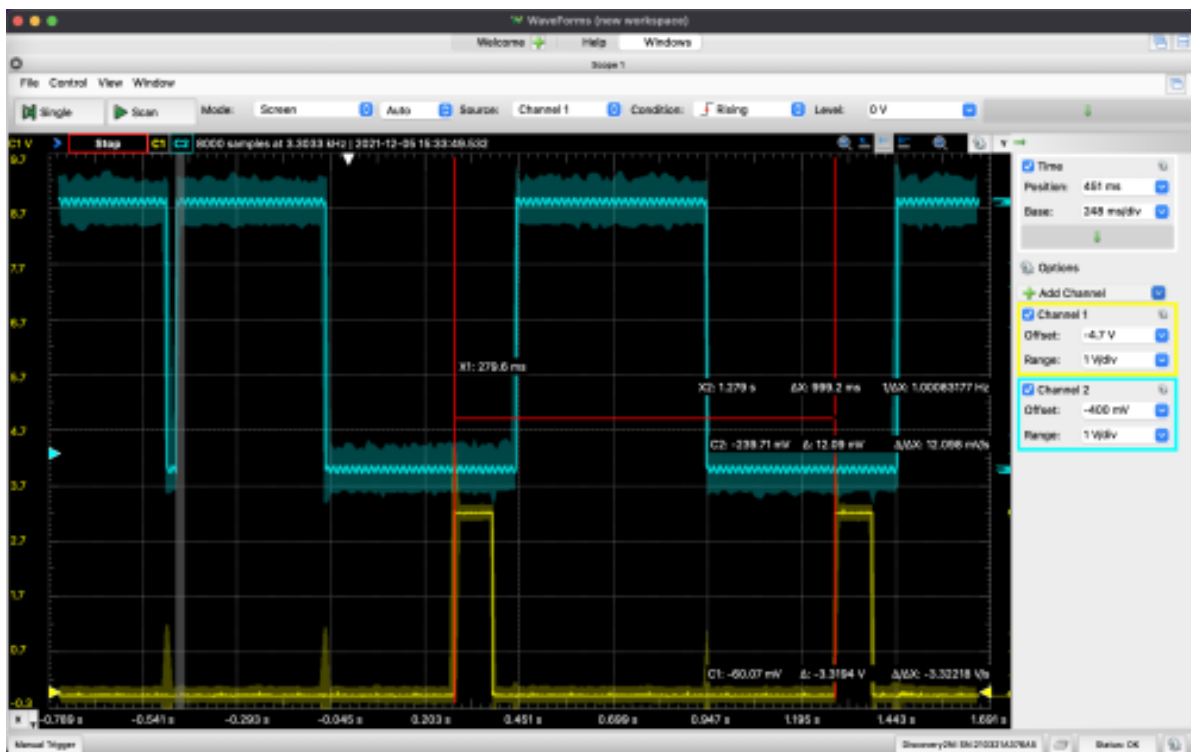 WaveForms (new workspace)
Welcome Help Windows
Scope 1
File Control View Window
Single Scan Mode: Screen Auto Source: Channel 1 Condition: Rising Level: 0 V
C1 V Stop C1 C2 8000 samples at 3.3033 kHz | 2021-12-05 15:33:49.532
9.7
8.7
7.7
6.7
5.7
4.7
3.7
2.7
1.7
0.7
-0.3
X1: 279.6 ms
X2: 1.279 s ΔX: 999.2 ms 1/ΔX: 1.00083177 Hz
C2: -239.71 mV Δ: 12.09 mV Δ/ΔX: 12.098 mV/s
C1: -60.07 mV Δ: -3.3194 V Δ/ΔX: -3.32218 V/s
X -0.789 s -0.541 s -0.293 s -0.045 s 0.203 s 0.451 s 0.699 s 0.947 s 1.195 s 1.443 s 1.691 s
Y
Time
Position: 451 ms
Base: 248 ms/div
Options
Add Channel
Channel 1
Offset: -4.7 V
Range: 1 V/div
Channel 2
Offset: -400 mV
Range: 1 V/div
Manual Trigger Status: OK